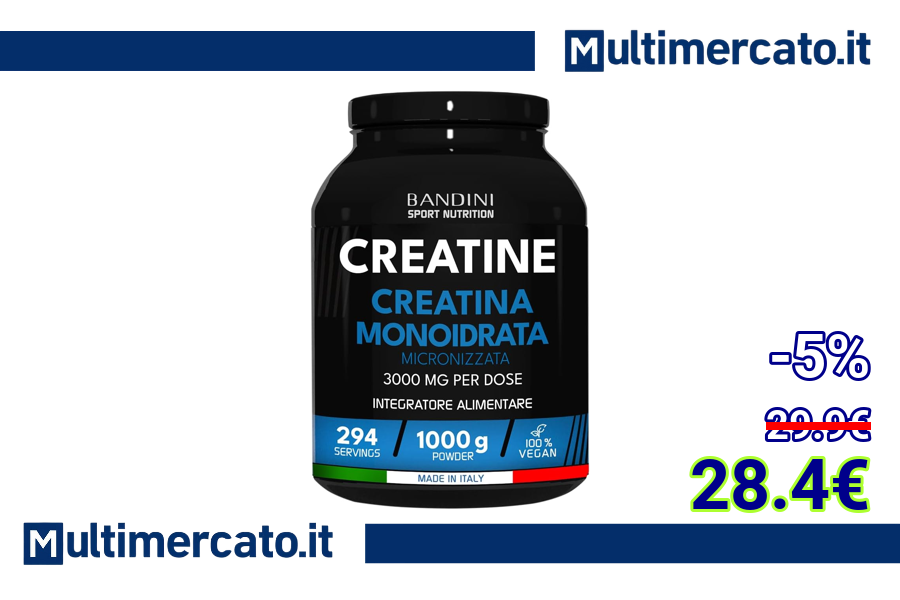 Multimercato.it
BANDINI
SPORT NUTRITION
CREATINE
CREATINA
MONOIDRATA
MICRONIZZATA
3000 MG PER DOSE
INTEGRATORE ALIMENTARE
294
SERVINGS
1000 g
POWDER
100%
VEGAN
MADE IN ITALY
-5%
29.9€
28.4€
Multimercato.it